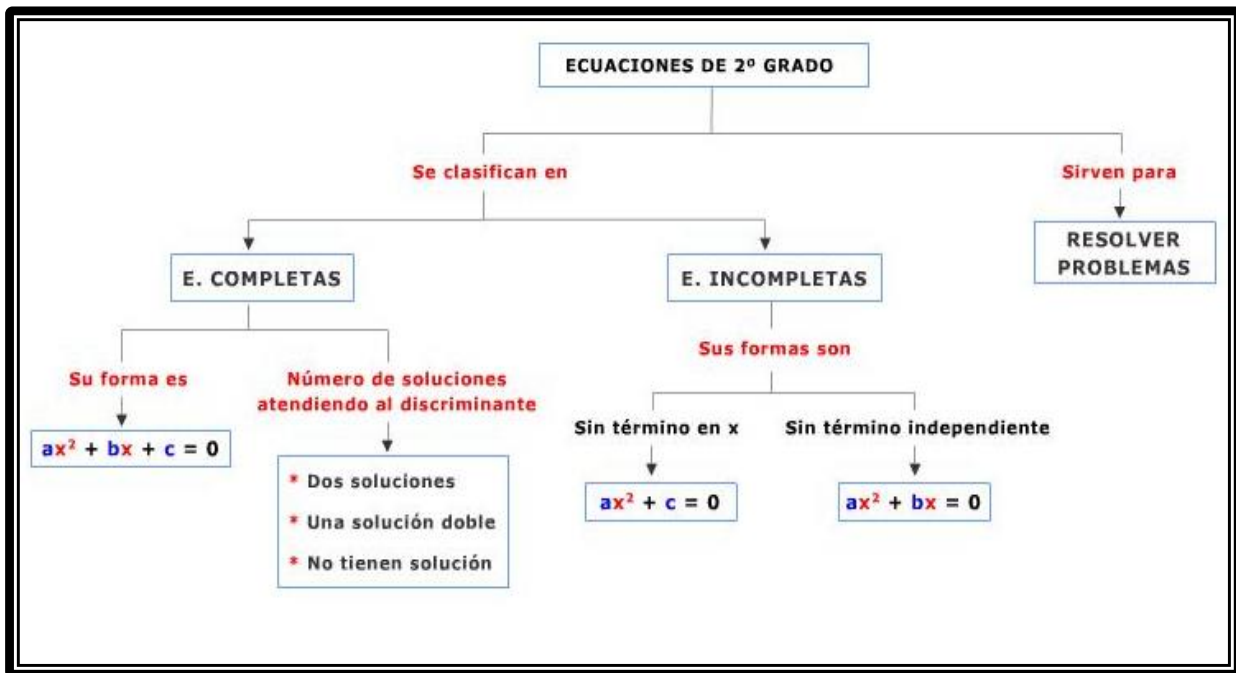 ECUACIONES DE 2º GRADO
Se clasifican en
Sirven para
RESOLVER
PROBLEMAS
E. COMPLETAS
E. INCOMPLETAS
Su forma es
ax² + bx + c = 0
Número de soluciones
atendiendo al discriminante
* Dos soluciones
* Una solución doble
* No tienen solución
Sus formas son
Sin término en x
ax² + c = 0
Sin término independiente
ax² + bx = 0